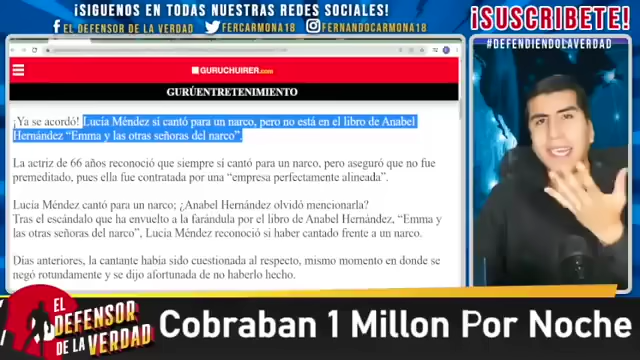 ¡SIGUENOS EN TODAS NUESTRAS REDES SOCIALES!
EL DEFENSOR DE LA VERDAD
FERCARMONA18
FERNANDOCARMONA18
¡SUSCRIBETE!
#DEFENDIENDOLAVERDAD
GURUCHUIRER.com
GURÚENTRETENIMIENTO
¡Ya se acordó! Lucía Méndez si cantó para un narco, pero no está en el libro de Anabel
Hernández “Emma y las otras señoras del narco”.
La actriz de 66 años reconoció que siempre si cantó para un narco, pero aseguró que no fue
premeditado, pues ella fue contratada por una “empresa perfectamente alineada”.
Lucía Méndez cantó para un narco; ¿Anabel Hernández olvidó mencionarla?
Tras el escándalo que ha envuelto a la farándula por el libro de Anabel Hernández, “Emma y
las otras señoras del narco”, Lucía Méndez reconoció si haber cantado frente a un narco.
Días anteriores, la cantante había sido cuestionada al respecto, mismo momento en donde se
negó rotundamente y se dijo afortunada de no haberlo hecho.
EL
DEFENSOR
DE LA VERDAD
Cobraban 1 Millon Por Noche